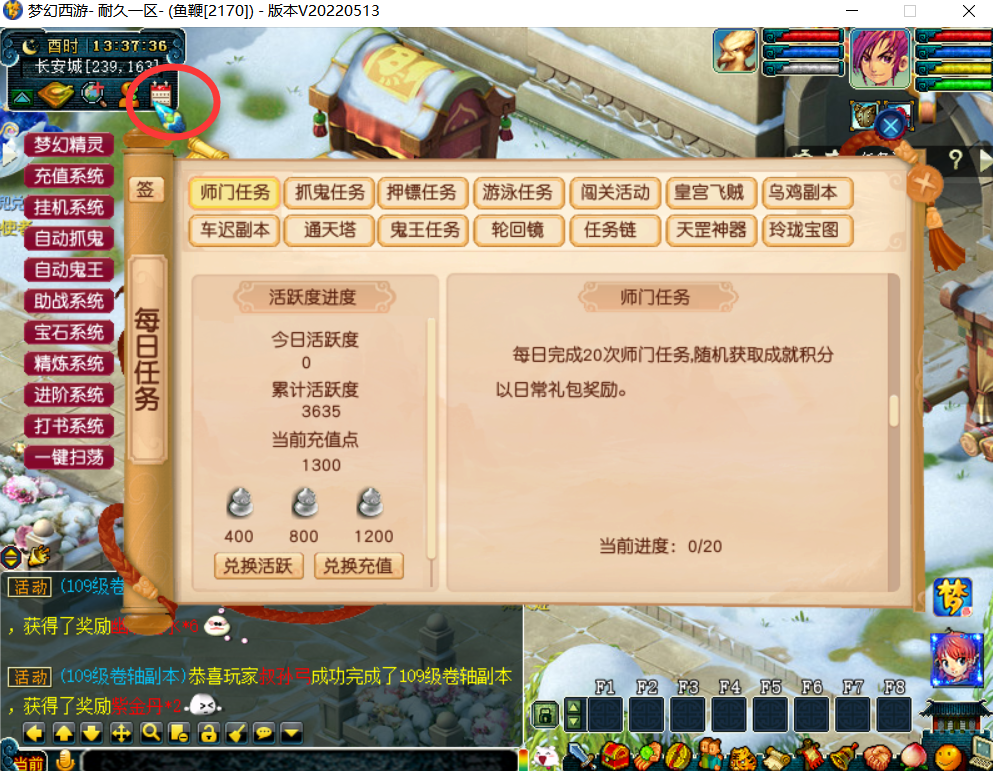 梦幻西游- 耐久一区- (鱼鞭[2170]) - 版本V20220513
酉时 13:37:36
长安城[239,163]
梦幻精灵
充值系统
挂机系统
自动抓鬼
自动鬼王
助战系统
宝石系统
精炼系统
进阶系统
打书系统
一键扫荡
签
每日任务
师门任务 抓鬼任务 押镖任务 游泳任务 闯关活动 皇宫飞贼 乌鸡副本
车迟副本 通天塔 鬼王任务 轮回镜 任务链 天罡神器 玲珑宝图
活跃度进度
今日活跃度
0
累计活跃度
3635
当前充值点
1300
400 800 1200
兑换活跃 兑换充值
师门任务
每日完成20次师门任务,随机获取成就积分
以日常礼包奖励。
当前进度：0/20
活动 (109级卷
，获得了奖励
活动 (109级卷轴副本)恭喜玩家 成功完成了109级卷轴副本
，获得了奖励紫金丹*2
F1 F2 F3 F4 F5 F6 F7 F8
梦
当前